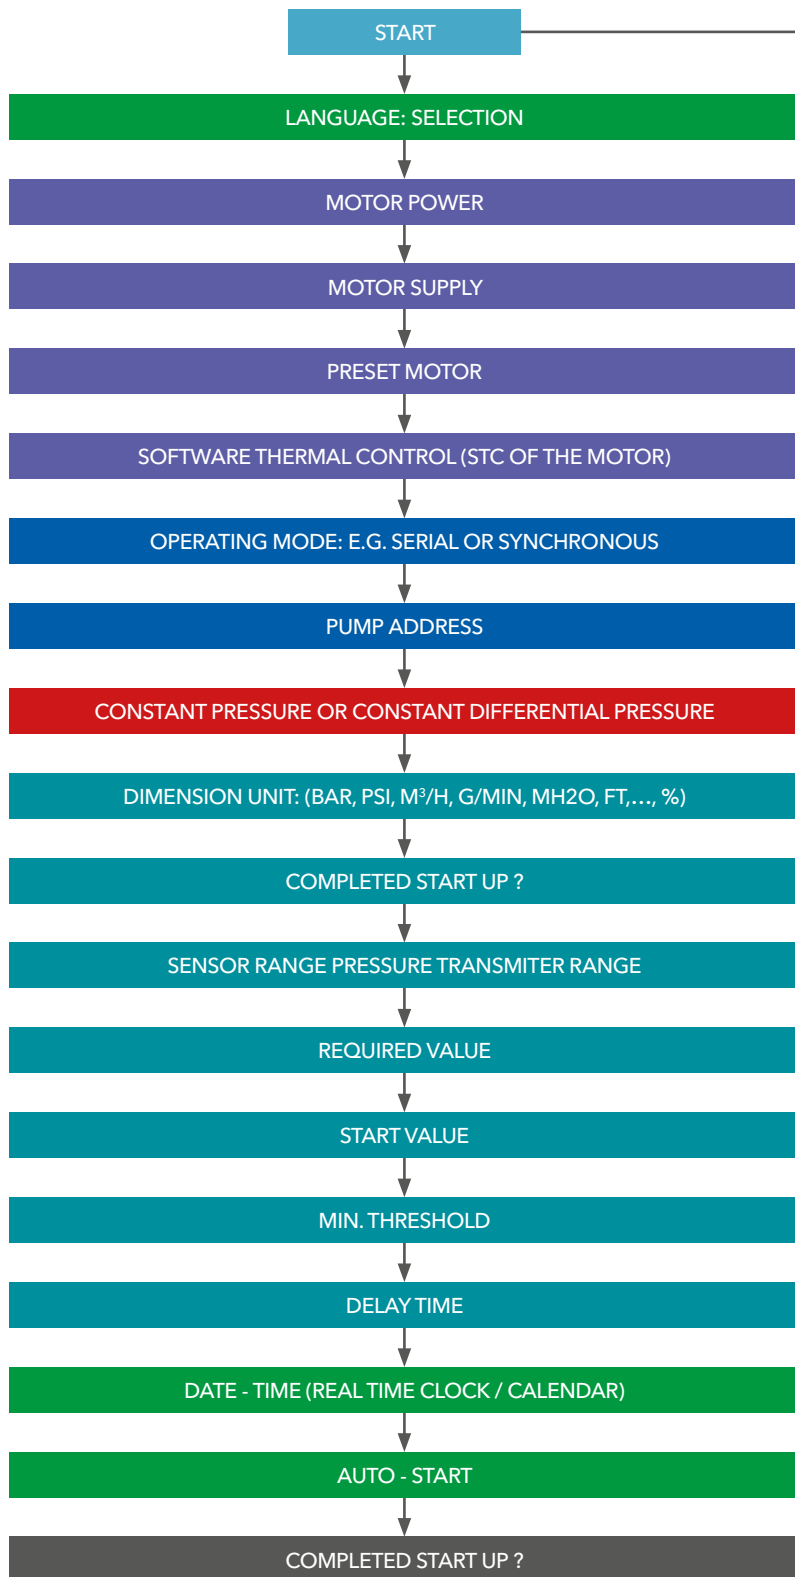 START
LANGUAGE: SELECTION
MOTOR POWER
MOTOR SUPPLY
PRESET MOTOR
SOFTWARE THERMAL CONTROL (STC OF THE MOTOR)
OPERATING MODE: E.G. SERIAL OR SYNCHRONOUS
PUMP ADDRESS
CONSTANT PRESSURE OR CONSTANT DIFFERENTIAL PRESSURE
DIMENSION UNIT: (BAR, PSI, M³/H, G/MIN, MH2O, FT,..., %)
COMPLETED START UP ?
SENSOR RANGE PRESSURE TRANSMITER RANGE
REQUIRED VALUE
START VALUE
MIN. THRESHOLD
DELAY TIME
DATE - TIME (REAL TIME CLOCK / CALENDAR)
AUTO - START
COMPLETED START UP ?